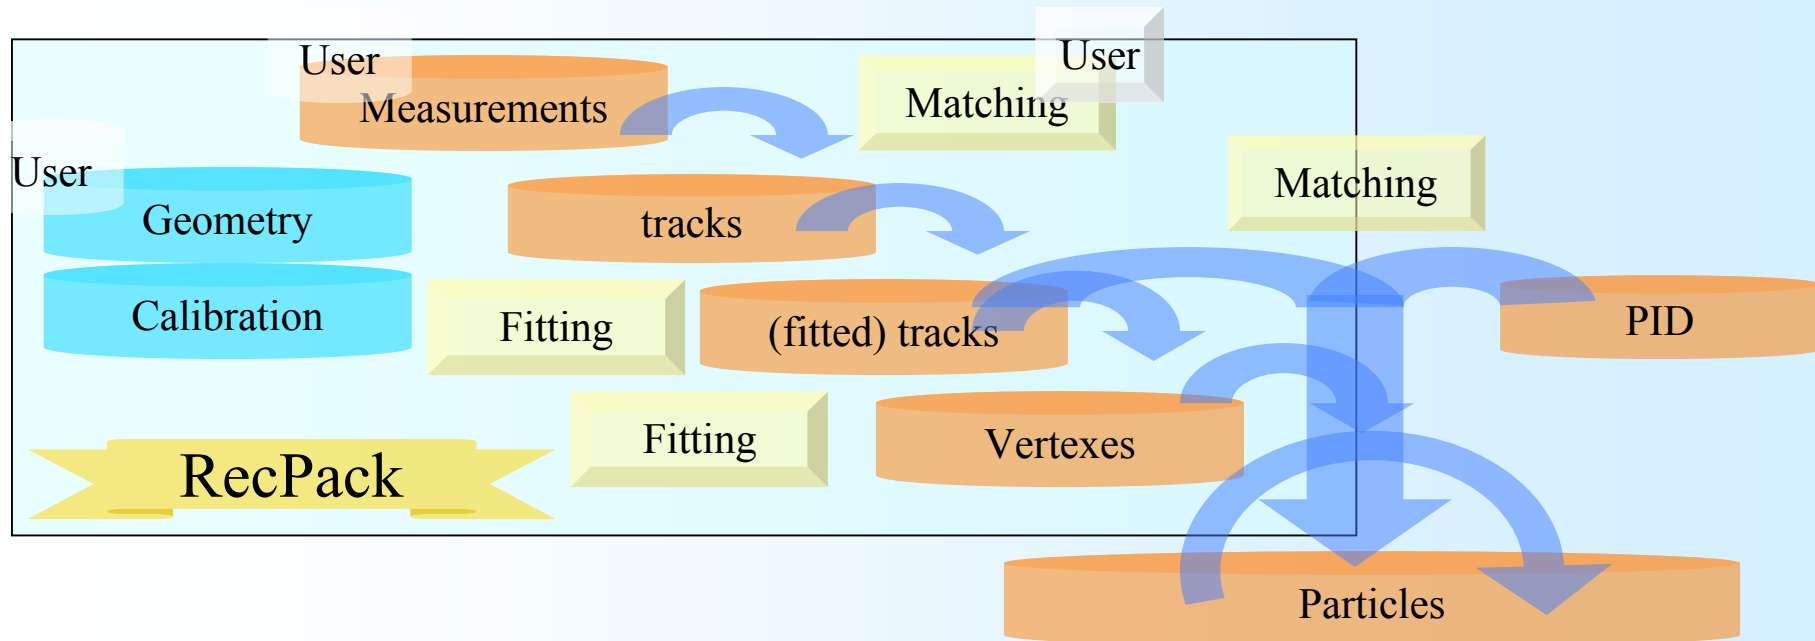 User
User
Measurements
Matching
User
Geometry
tracks
Matching
Calibration
Fitting
(fitted) tracks
PID
Fitting
Vertexes
RecPack
Particles